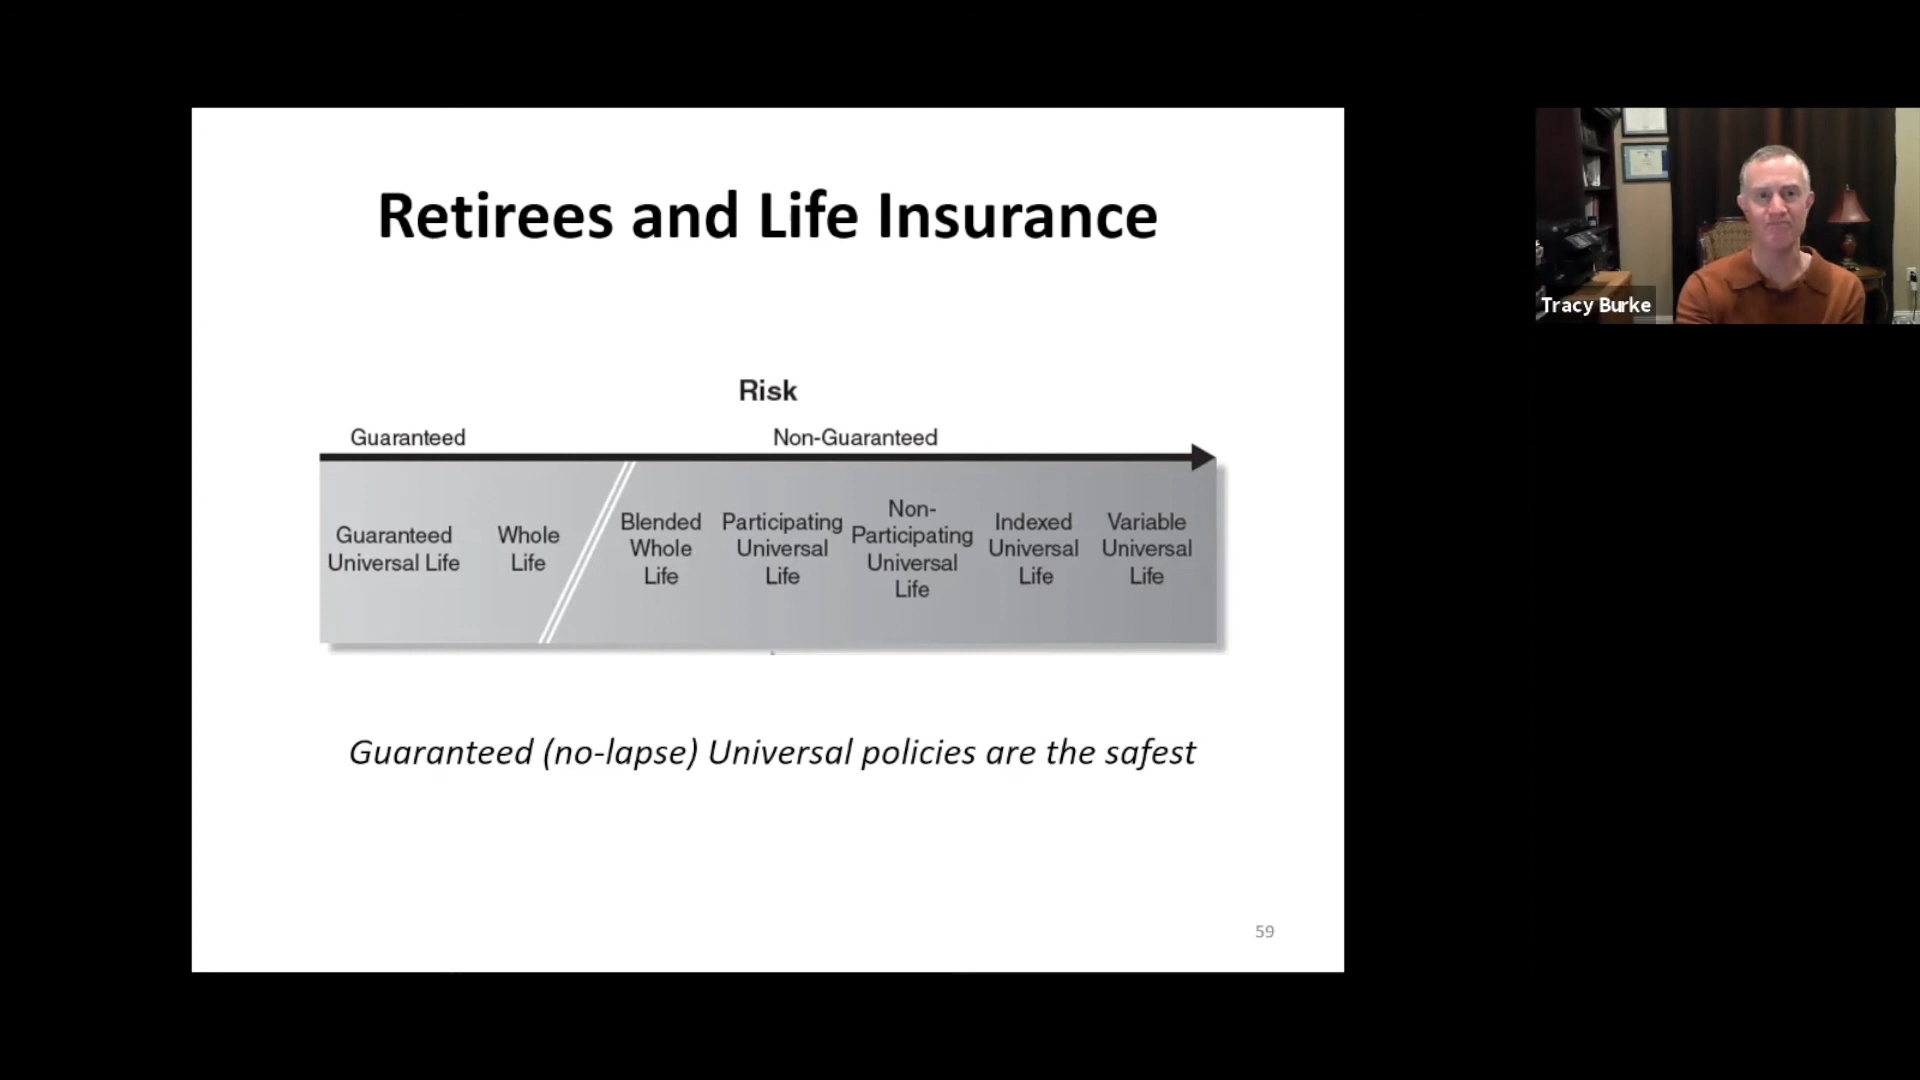 Retirees and Life Insurance
Risk
Guaranteed
Non-Guaranteed
Guaranteed
Universal Life
Whole
Life
Blended
Whole
Life
Participating
Universal
Life
Non-
Participating
Universal
Life
Indexed
Universal
Life
Variable
Universal
Life
Guaranteed (no-lapse) Universal policies are the safest
59
Tracy Burke